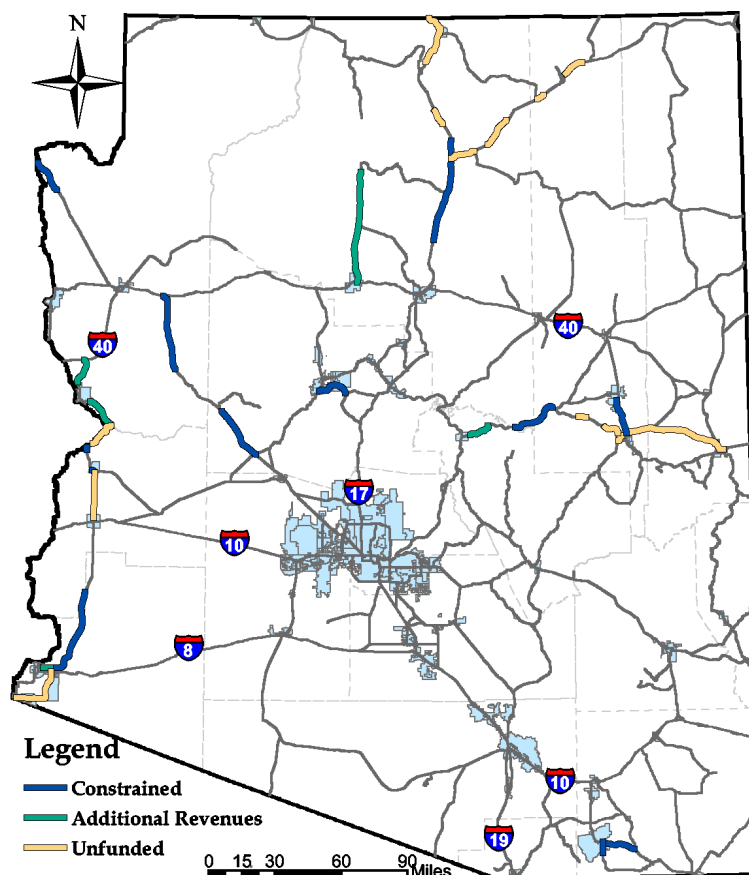 N
40
40
17
10
8
Legend
Constrained
Additional Revenues
Unfunded
10
19
0 15 30 60 90
Miles